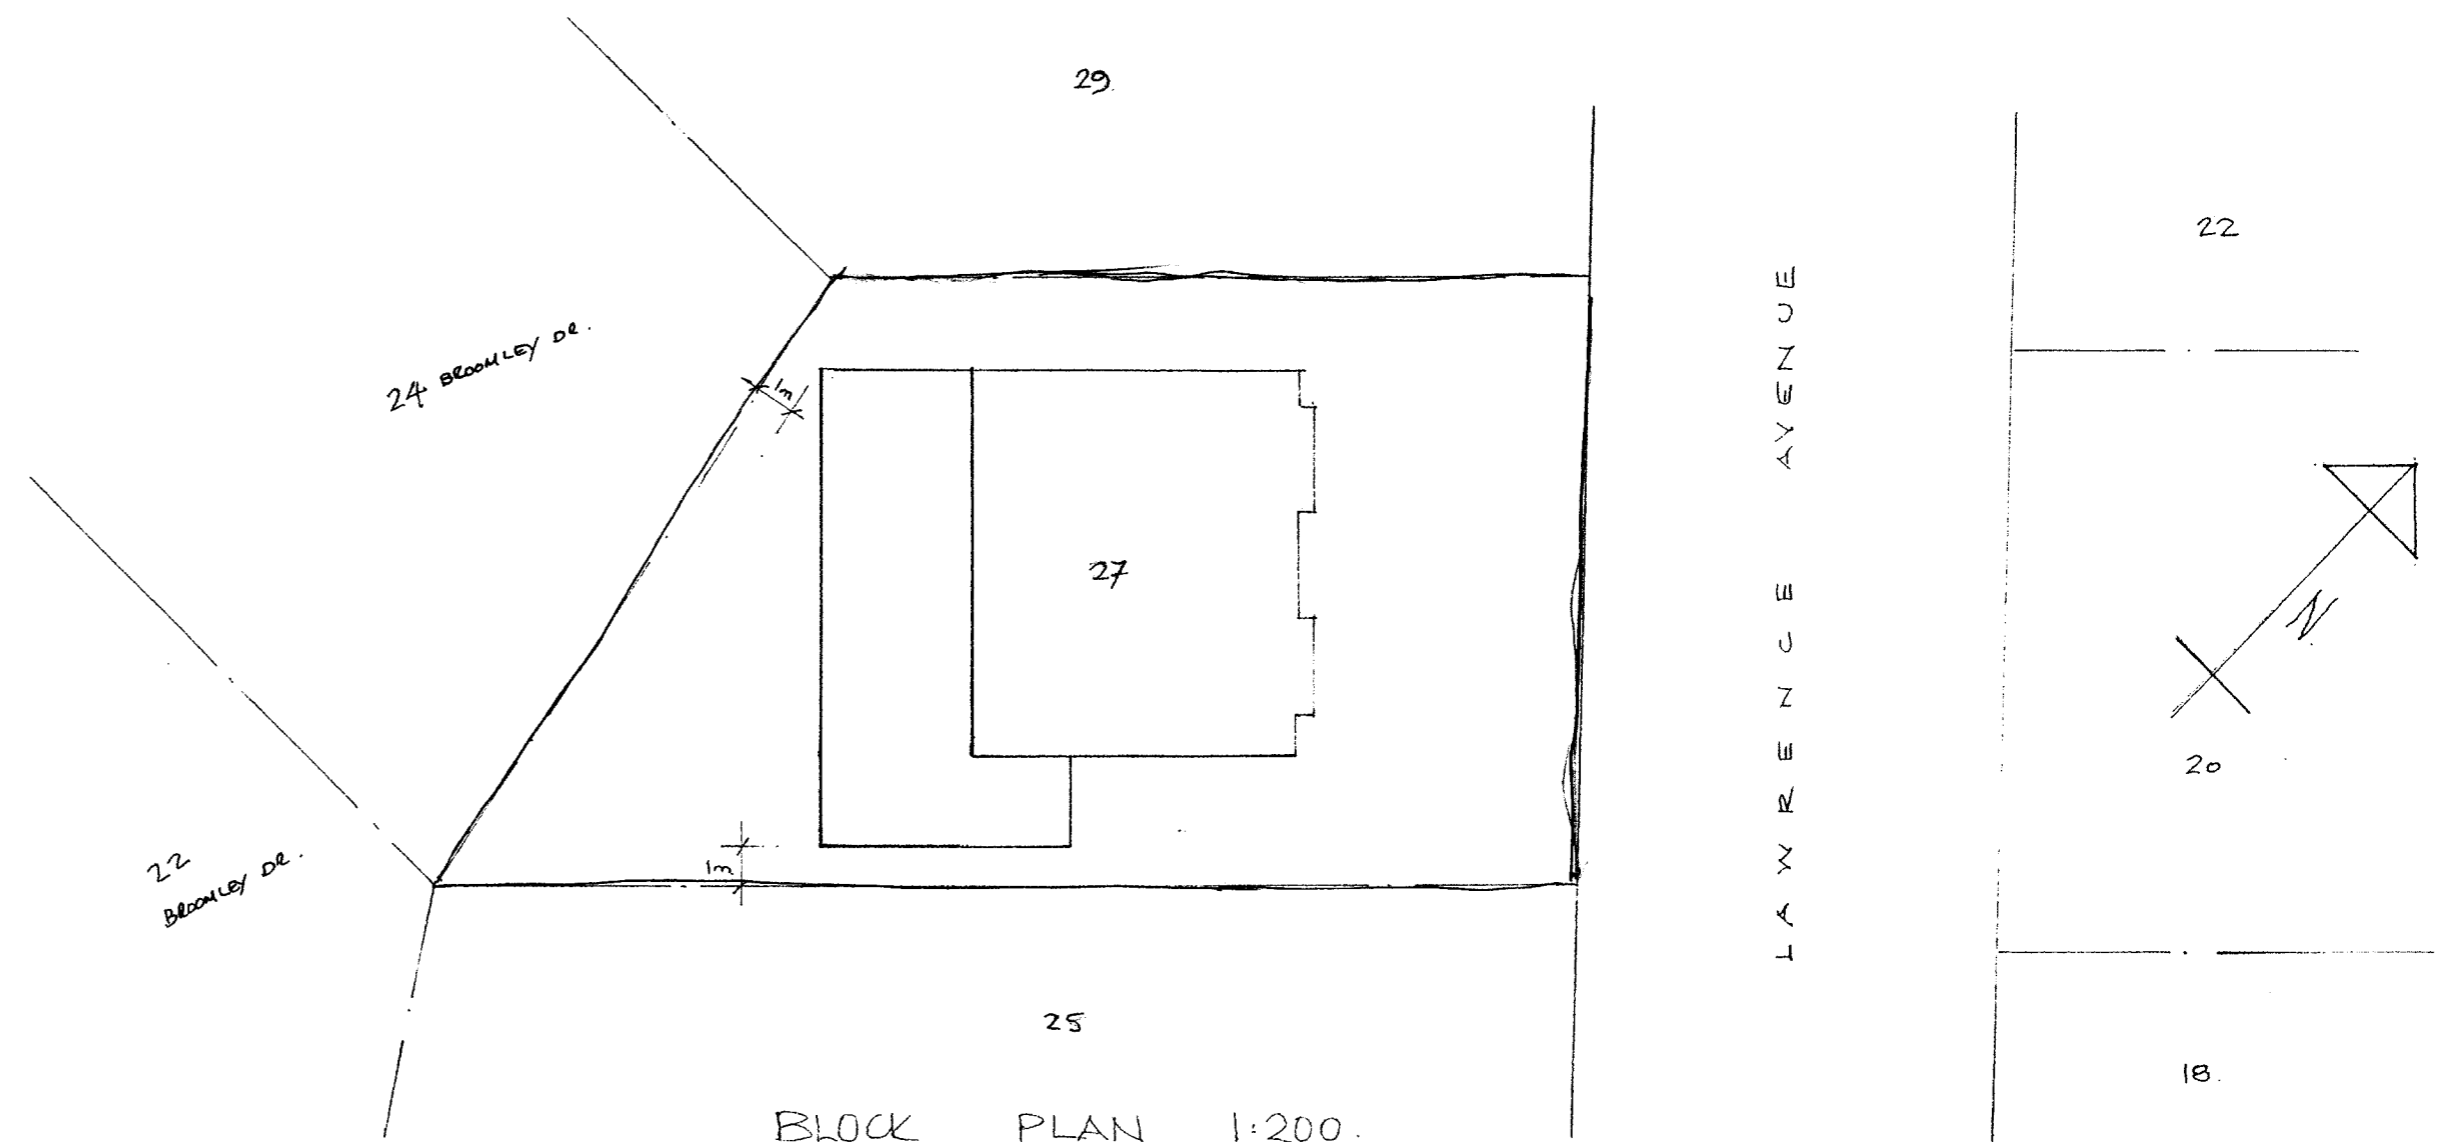 29.
22
24 BROOMLEY DR.
1m
LAWRENCE AVENUE
27
N
20
22
BROOMLEY DR.
1m
25
18.
BLOCK PLAN 1:200.